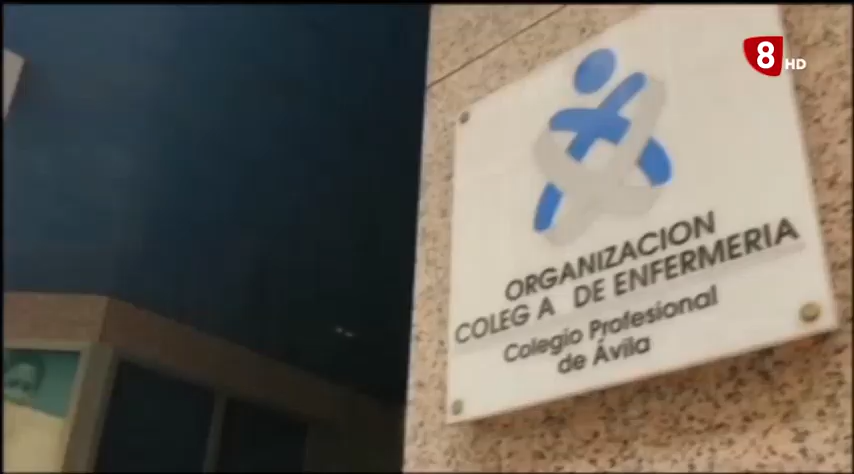 8 HD
ORGANIZACION
COLEG A DE ENFERMERIA
Colegio Profesional
de Ávila